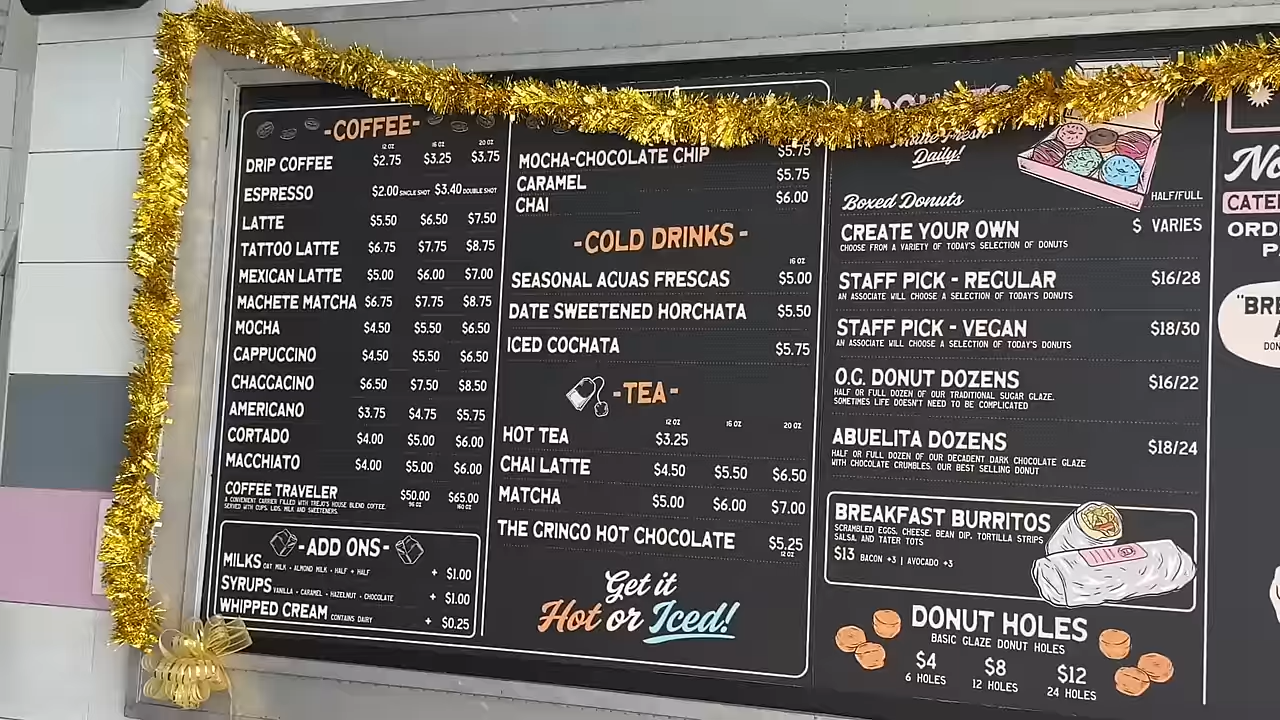 -COFFEE-
12 OZ 16 OZ 20 OZ
DRIP COFFEE $2.75 $3.25 $3.75
ESPRESSO $2.00 SINGLE SHOT $3.40 DOUBLE SHOT
LATTE $5.50 $6.50 $7.50
TATTOO LATTE $6.75 $7.75 $8.75
MEXICAN LATTE $5.00 $6.00 $7.00
MACHETE MATCHA $6.75 $7.75 $8.75
MOCHA $4.50 $5.50 $6.50
CAPPUCCINO $4.50 $5.50 $6.50
CHAGGACINO $6.50 $7.50 $8.50
AMERICANO $3.75 $4.75 $5.75
CORTADO $4.00 $5.00 $6.00
MACCHIATO $4.00 $5.00 $6.00
COFFEE TRAVELER $50.00 $65.00
A CONVENIENT CARRIER FILLED WITH TREJO'S HOUSE BLEND COFFEE. 96 OZ 160 OZ
SERVED WITH CUPS, LIDS, MILK AND SWEETENERS.
-ADD ONS-
MILKS OAT MILK • ALMOND MILK • HALF + HALF + $1.00
SYRUPS VANILLA • CARAMEL • HAZELNUT • CHOCOLATE + $1.00
WHIPPED CREAM CONTAINS DAIRY + $0.25
MOCHA-CHOCOLATE CHIP $5.75
CARAMEL $5.75
CHAI $6.00
-COLD DRINKS -
16 OZ
SEASONAL AGUAS FRESCAS $5.00
DATE SWEETENED HORCHATA $5.50
ICED COCHATA $5.75
-TEA-
12 OZ 16 OZ 20 OZ
HOT TEA $3.25
CHAI LATTE $4.50 $5.50 $6.50
MATCHA $5.00 $6.00 $7.00
THE GRINGO HOT CHOCOLATE $5.25
12 OZ
Get it
Hot or Iced!
Fresh
Daily!
Boxed Donuts HALF/FULL
CREATE YOUR OWN $ VARIES
CHOOSE FROM A VARIETY OF TODAY'S SELECTION OF DONUTS
STAFF PICK - REGULAR $16/28
AN ASSOCIATE WILL CHOOSE A SELECTION OF TODAY'S DONUTS
STAFF PICK - VEGAN $18/30
AN ASSOCIATE WILL CHOOSE A SELECTION OF TODAY'S DONUTS
O.G. DONUT DOZENS $16/22
HALF OR FULL DOZEN OF OUR TRADITIONAL SUGAR GLAZE.
SOMETIMES LIFE DOESN'T NEED TO BE COMPLICATED
ABUELITA DOZENS $18/24
HALF OR FULL DOZEN OF OUR DECADENT DARK CHOCOLATE GLAZE
WITH CHOCOLATE CRUMBLES. OUR BEST SELLING DONUT
BREAKFAST BURRITOS
SCRAMBLED EGGS, CHEESE, BEAN DIP, TORTILLA STRIPS
SALSA, AND TATER TOTS
$13 BACON +3 | AVOCADO +3
DONUT HOLES
BASIC GLAZE DONUT HOLES
$4 $8 $12
6 HOLES 12 HOLES 24 HOLES
No
CATE
ORD
"BRE